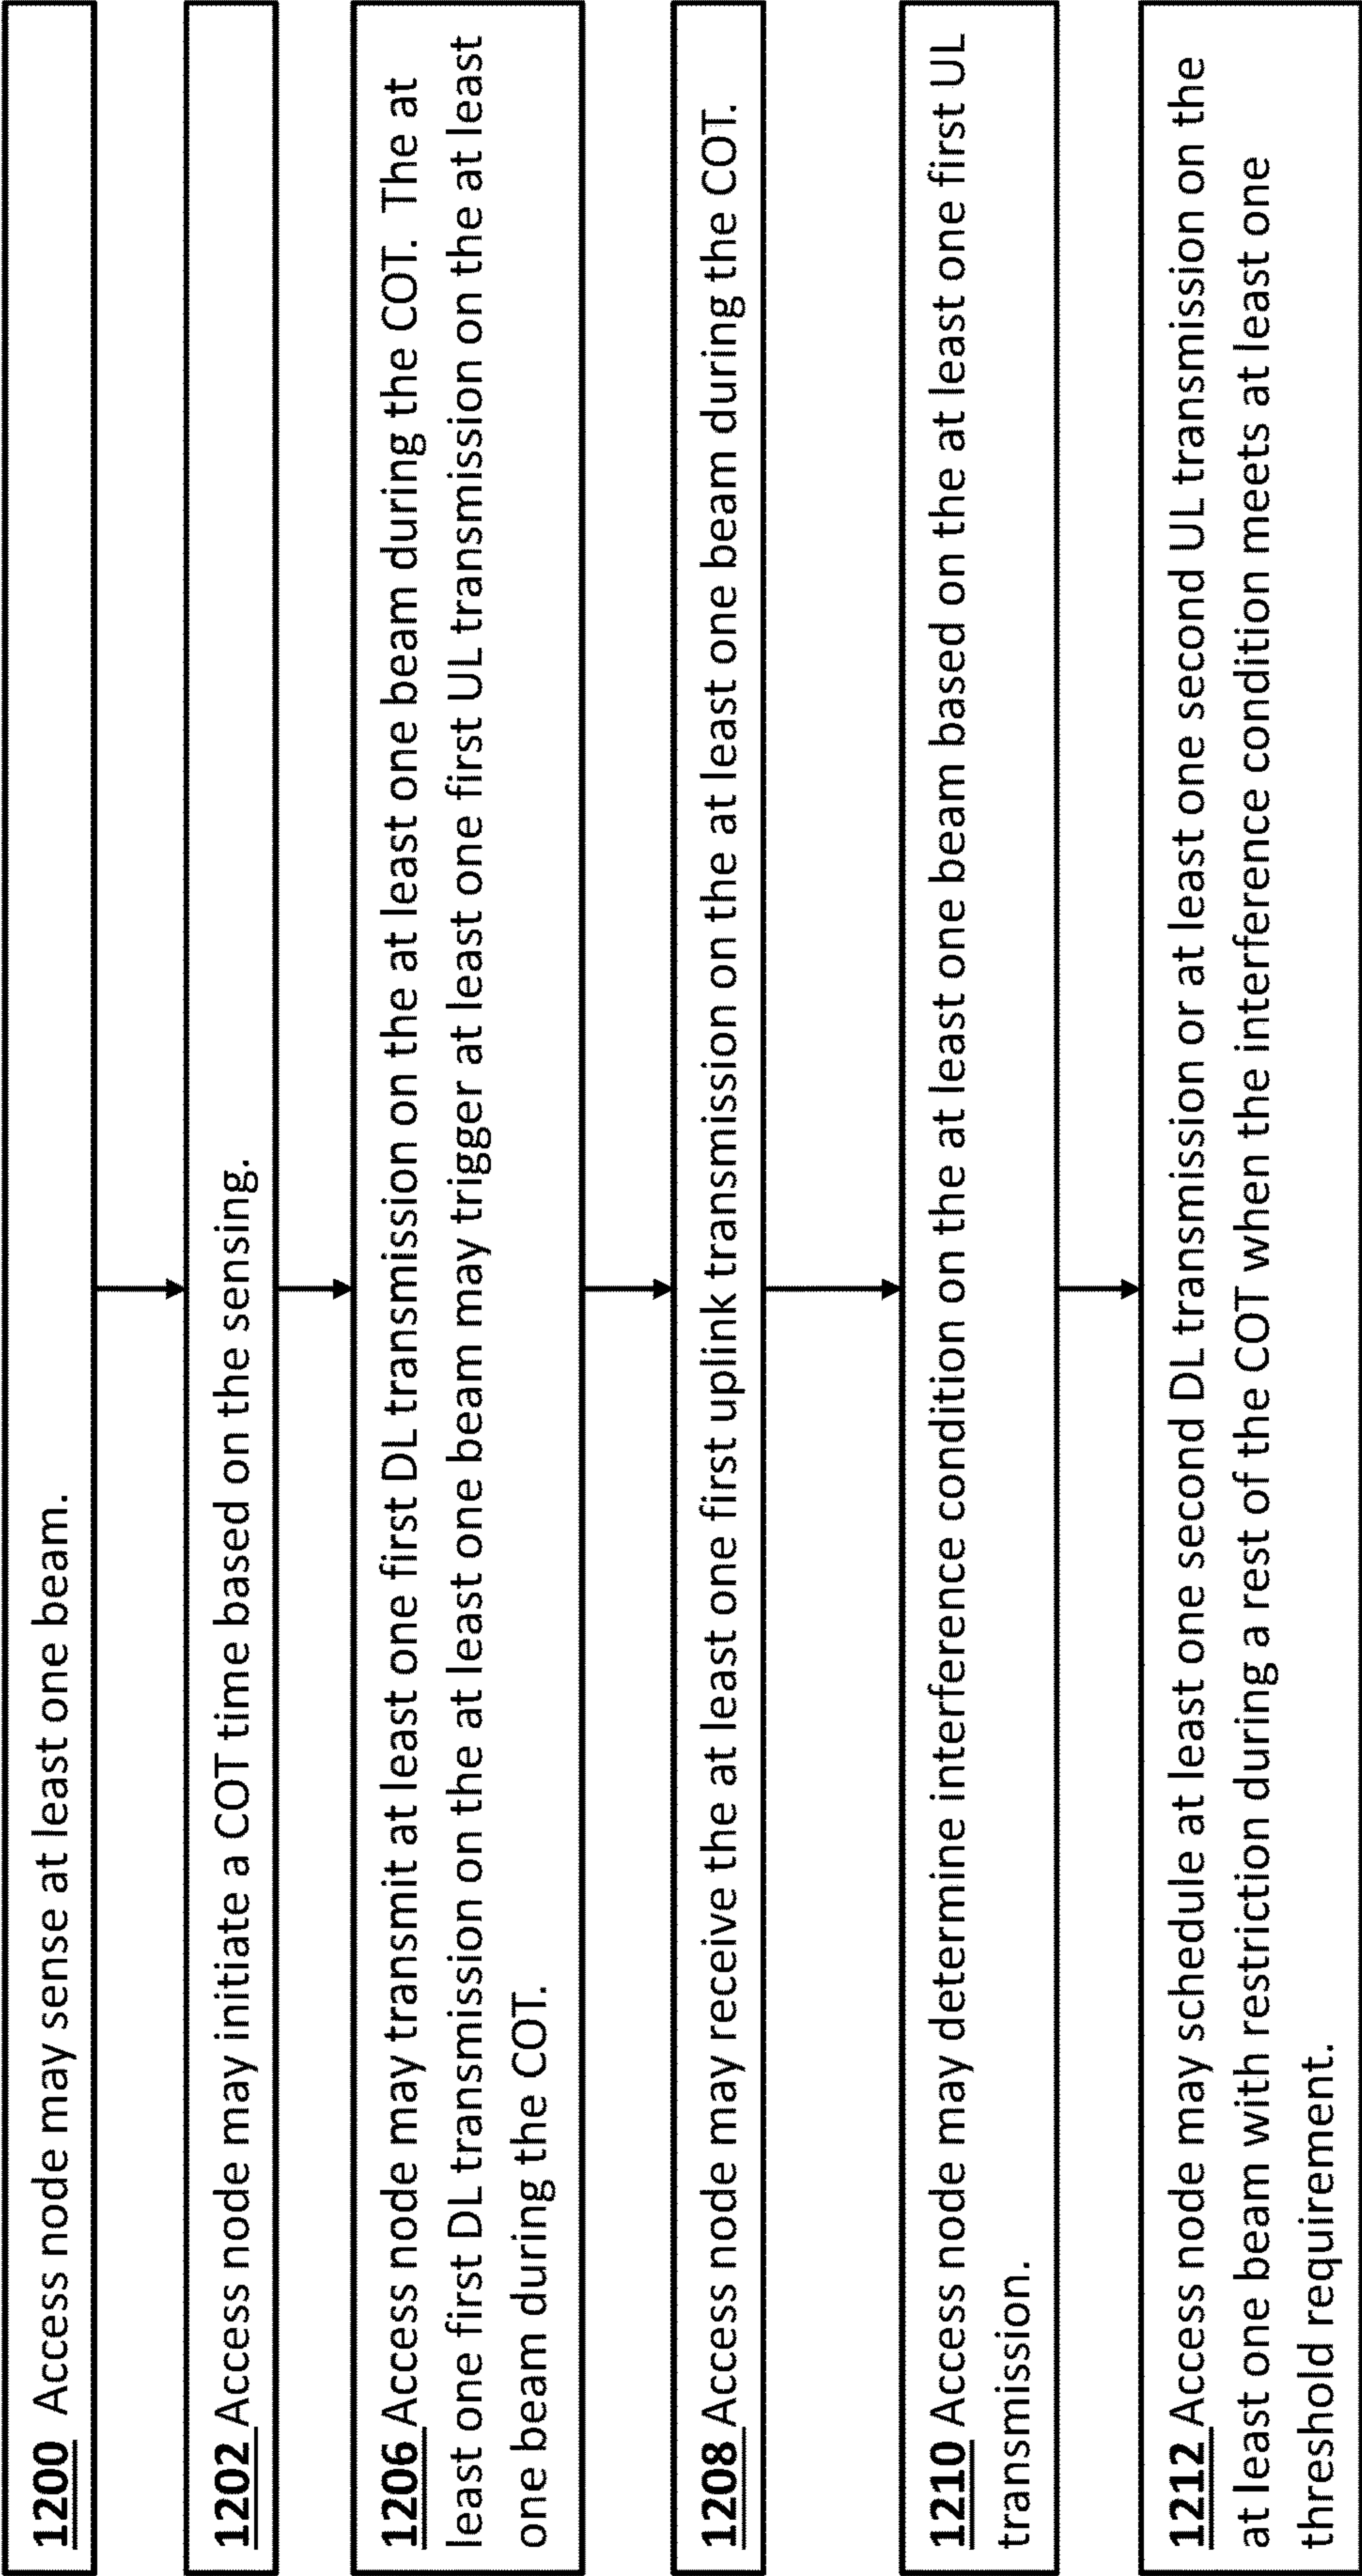 1200 Access node may sense at least one beam.
1202 Access node may initiate a COT time based on the sensing.
1206 Access node may transmit at least one first DL transmission on the at least one beam during the COT. The at
least one first DL transmission on the at least one beam may trigger at least one first UL transmission on the at least
one beam during the COT.
1208 Access node may receive the at least one first uplink transmission on the at least one beam during the COT.
1210 Access node may determine interference condition on the at least one beam based on the at least one first UL
transmission.
1212 Access node may schedule at least one second DL transmission or at least one second UL transmission on the
at least one beam with restriction during a rest of the COT when the interference condition meets at least one
threshold requirement.